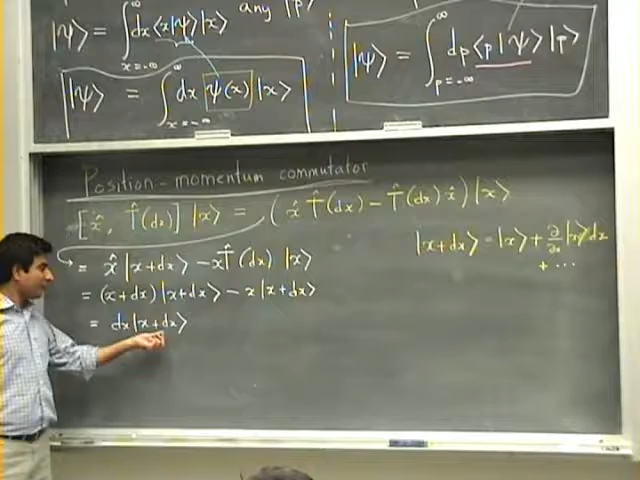 any |p⟩
|ψ⟩ = ∫_{x=-∞}^{∞} dx ⟨x|ψ⟩ |x⟩
|ψ⟩ = ∫_{x=-∞}^{∞} dx ψ(x) |x⟩
|ψ⟩ = ∫_{p=-∞}^{∞} dp ⟨p|ψ⟩ |p⟩
Position-momentum commutator
[x̂, T̂(dx)] |x⟩ = (x̂ T̂(dx) - T̂(dx) x̂) |x⟩
= x̂ |x+dx⟩ - xT̂(dx) |x⟩
= (x+dx) |x+dx⟩ - x |x+dx⟩
= dx |x+dx⟩
|x+dx⟩ = |x⟩ + ∂/∂x |x⟩ dx
+ ...